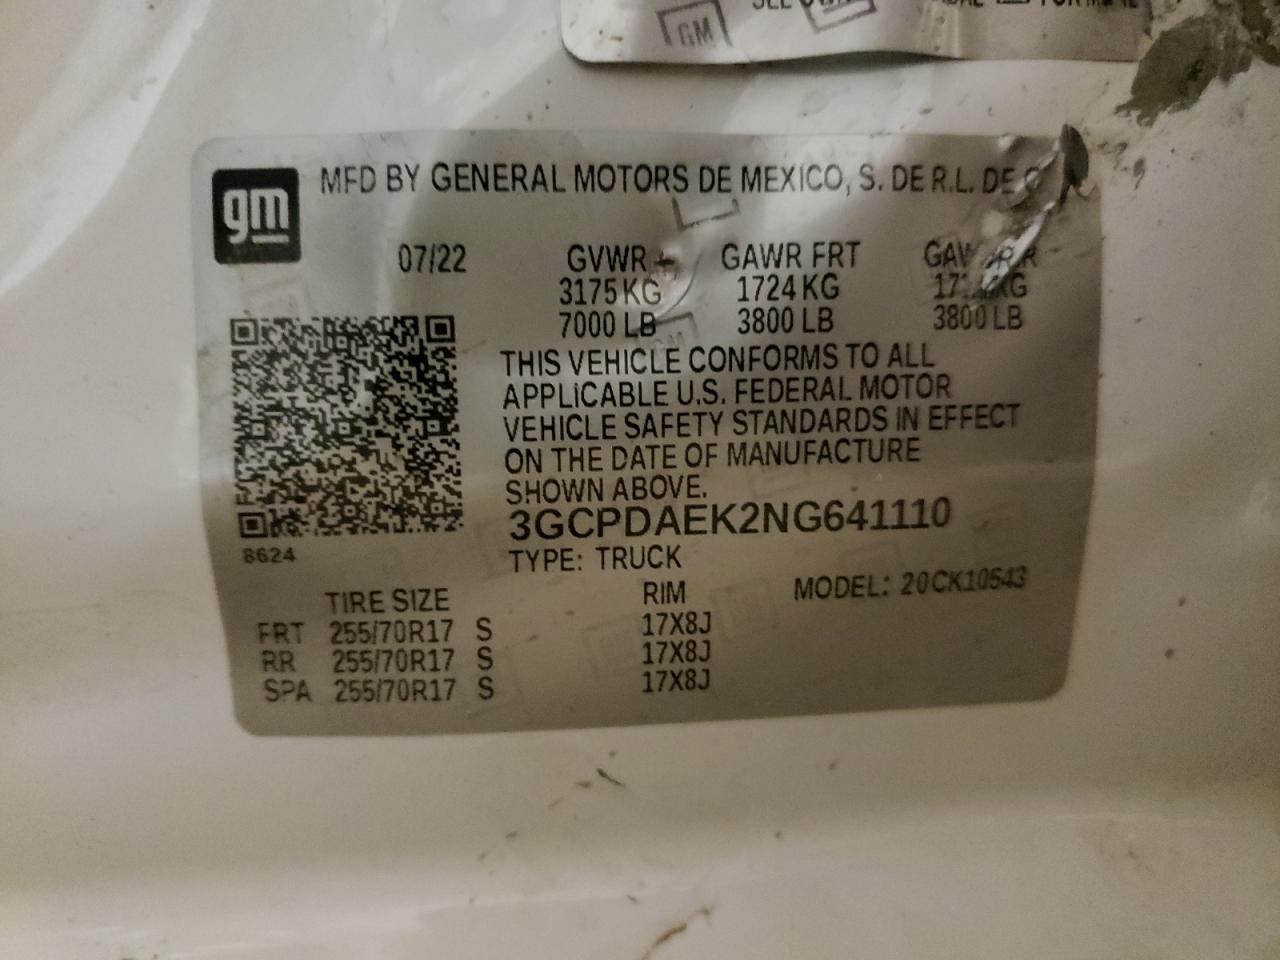 GM
gm
MFD BY GENERAL MOTORS DE MEXICO, S. DE R.L. DE
07/22 GVWR GAWR FRT
3175 KG 1724 KG
7000 LB 3800 LB 3800 LB
THIS VEHICLE CONFORMS TO ALL
APPLICABLE U.S. FEDERAL MOTOR
VEHICLE SAFETY STANDARDS IN EFFECT
ON THE DATE OF MANUFACTURE
SHOWN ABOVE.
3GCPDAEK2NG641110
8624
TYPE: TRUCK
MODEL: 20CK10543
TIRE SIZE RIM
FRT 255/70R17 S 17X8J
RR 255/70R17 S 17X8J
SPA 255/70R17 S 17X8J